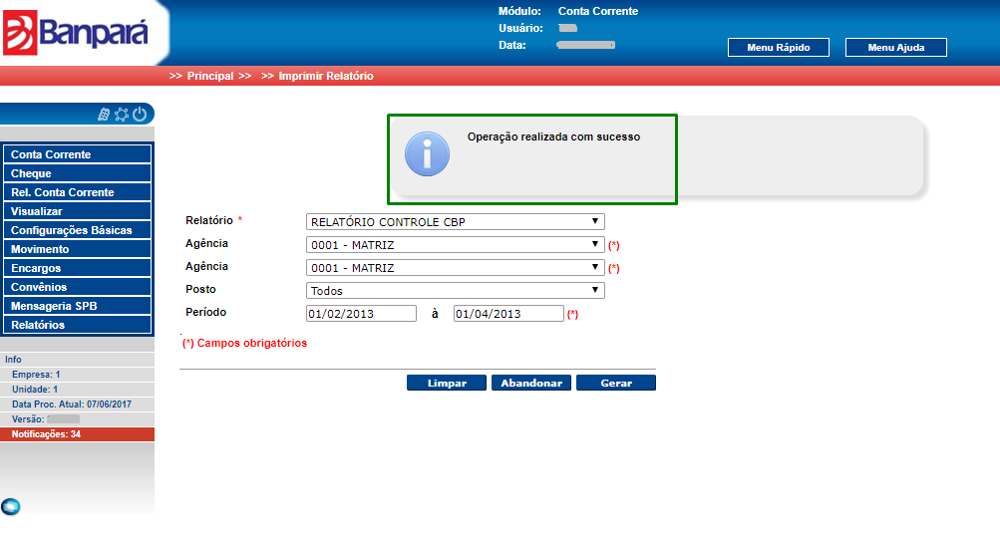 Banpará
Módulo: Conta Corrente
Usuário:
Data:
Menu Rápido
Menu Ajuda
>> Principal >> >> Imprimir Relatório
Operação realizada com sucesso
Conta Corrente
Cheque
Rel. Conta Corrente
Visualizar
Configurações Básicas
Movimento
Encargos
Convênios
Mensageria SPB
Relatórios
Info
Empresa: 1
Unidade: 1
Data Proc. Atual: 07/06/2017
Versão:
Notificações: 34
Relatório * RELATÓRIO CONTROLE CBP
Agência 0001 - MATRIZ (*)
Agência 0001 - MATRIZ (*)
Posto Todos
Período 01/02/2013 à 01/04/2013 (*)
.
(*) Campos obrigatórios
Limpar Abandonar Gerar